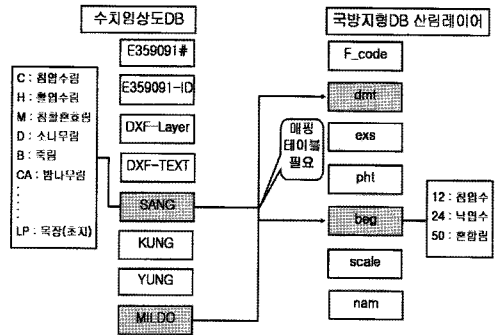 수치임상도DB
국방지형DB 산림레이어
E359091#
E359091-ID
DXF-Layer
DXF-TEXT
SANG
KUNG
YUNG
MILDO
C : 침엽수림
H : 활엽수림
M : 침활혼효림
D : 소나무림
B : 죽림
CA : 밤나무림
LP : 목장(초지)
매핑
테이블
필요
F_code
dmt
exs
pht
beg
scale
nam
12 : 침엽수
24 : 낙엽수
50 : 혼합림